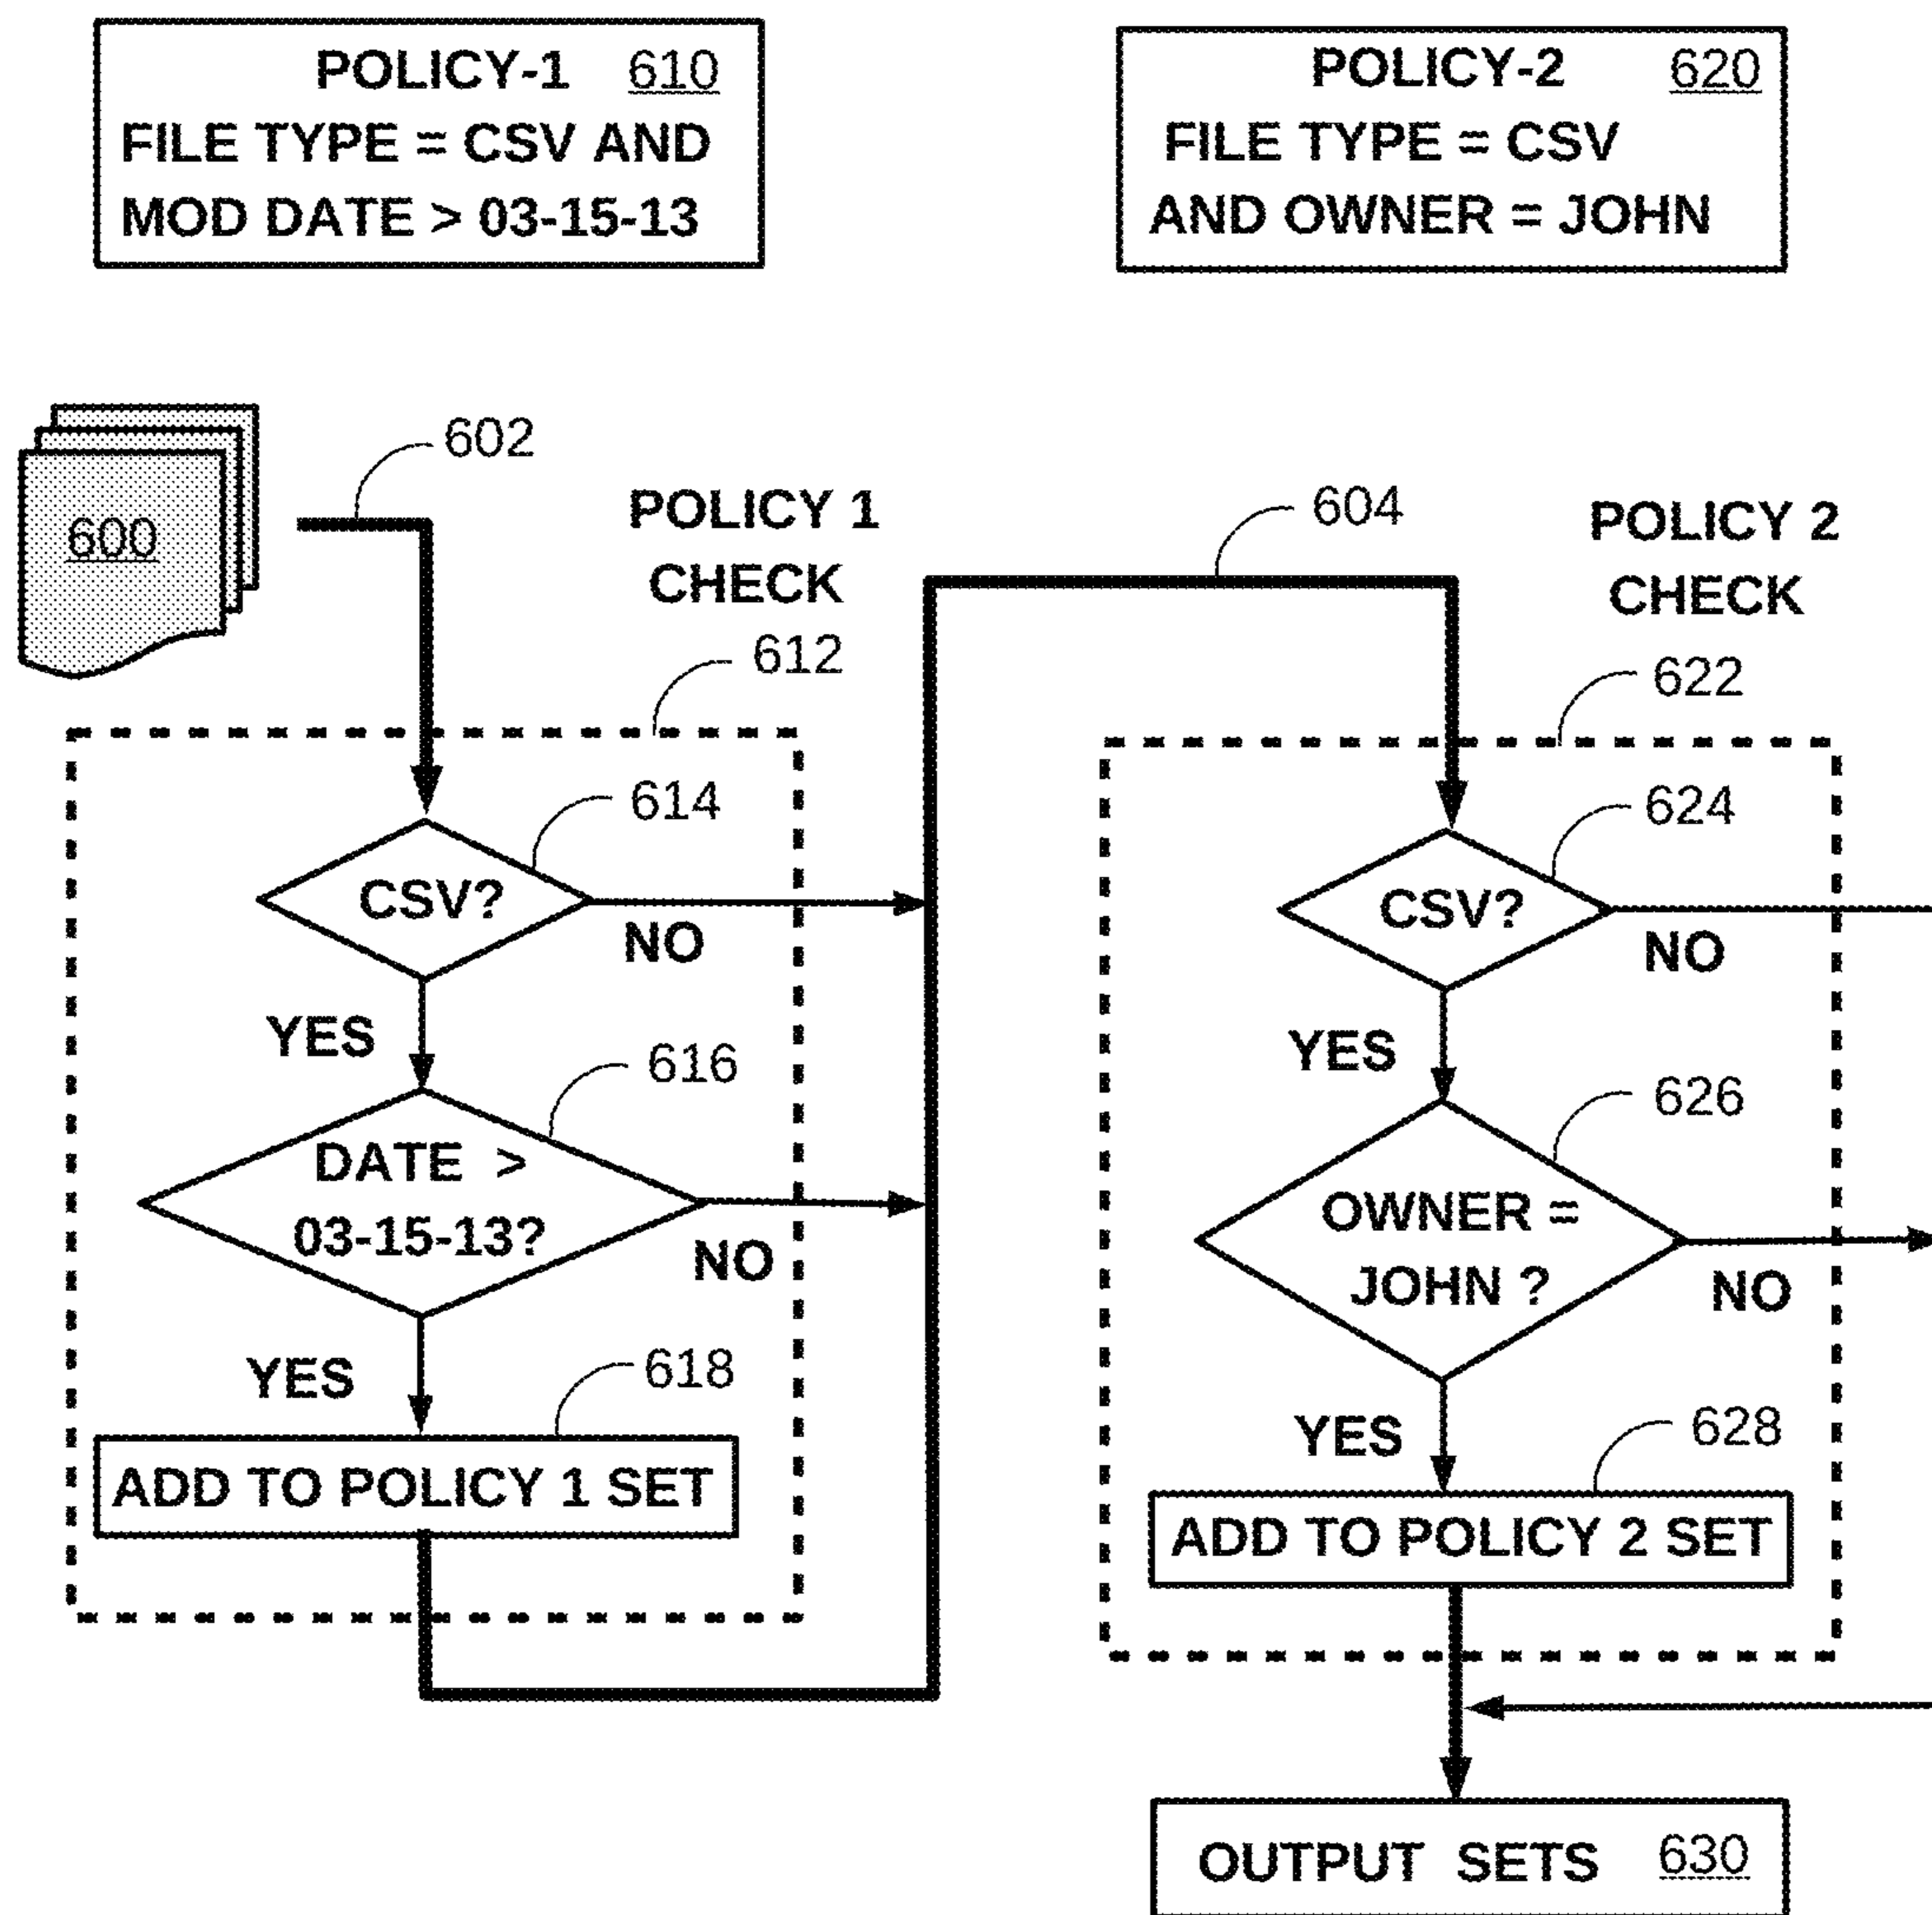 POLICY-1 610
FILE TYPE = CSV AND
MOD DATE > 03-15-13
POLICY-2 620
FILE TYPE = CSV
AND OWNER = JOHN
600
602
POLICY 1
CHECK
612
614
CSV?
NO
YES
616
DATE >
03-15-13?
NO
YES
618
ADD TO POLICY 1 SET
604
POLICY 2
CHECK
622
624
CSV?
NO
YES
626
OWNER =
JOHN ?
NO
YES
628
ADD TO POLICY 2 SET
OUTPUT SETS 630